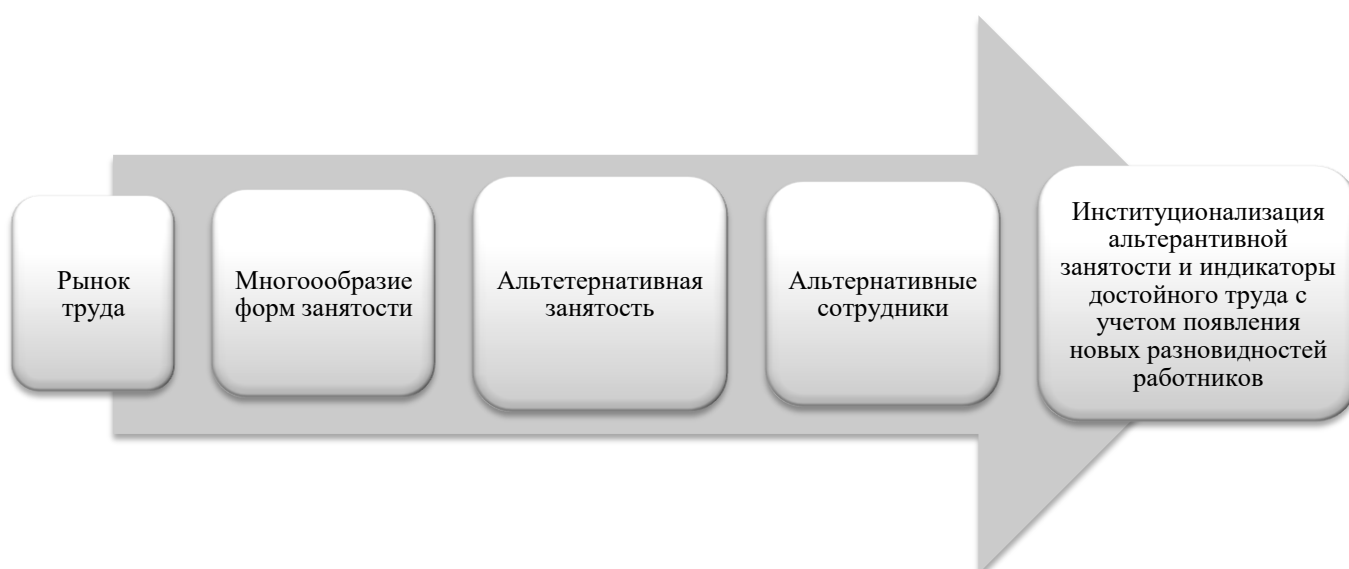 Рынок
труда
Многоообразие
форм занятости
Альтетернативная
занятость
Альтернативные
сотрудники
Институционализация
альтерантивной
занятости и индикаторы
достойного труда с
учетом появления
новых разновидностей
работников